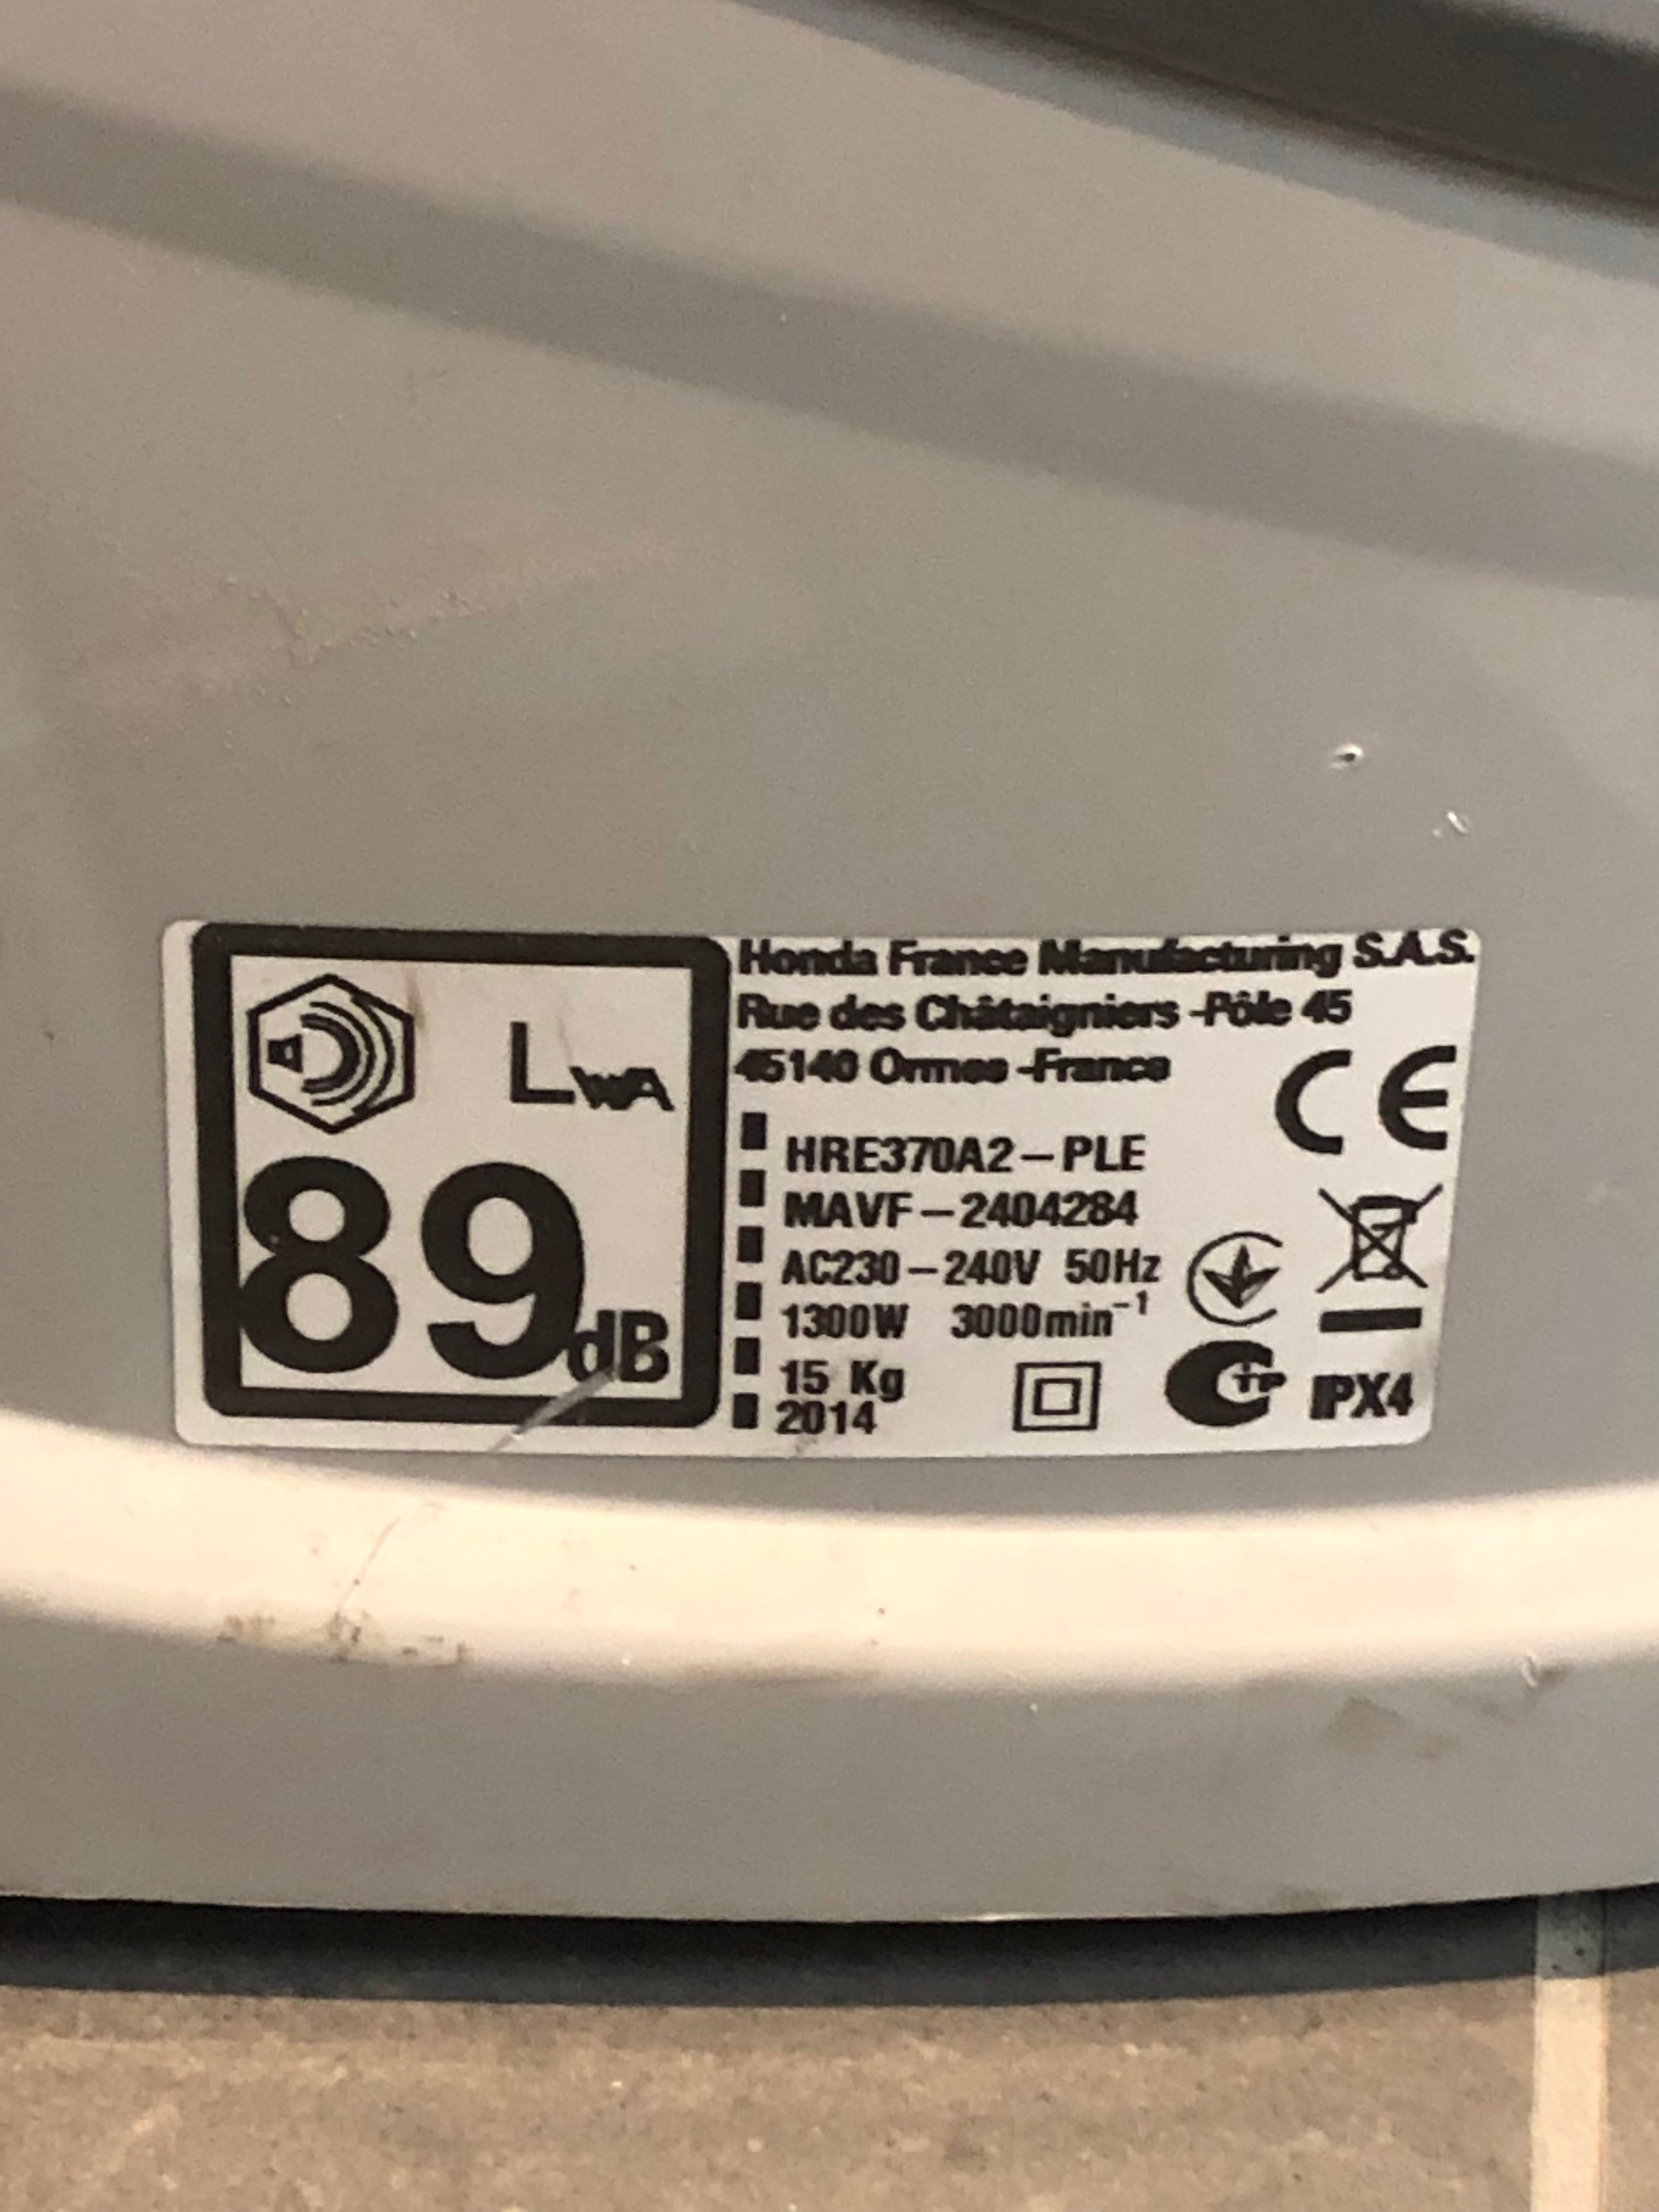 Honda France Manufacturing S.A.S.
Rue des Châtaigniers -Pôle 45
45140 Ormes -France
CE
LWA
89dB
HRE370A2-PLE
MAVF-2404284
AC230-240V 50Hz
1300W 3000min⁻¹
15 Kg
2014
IPX4